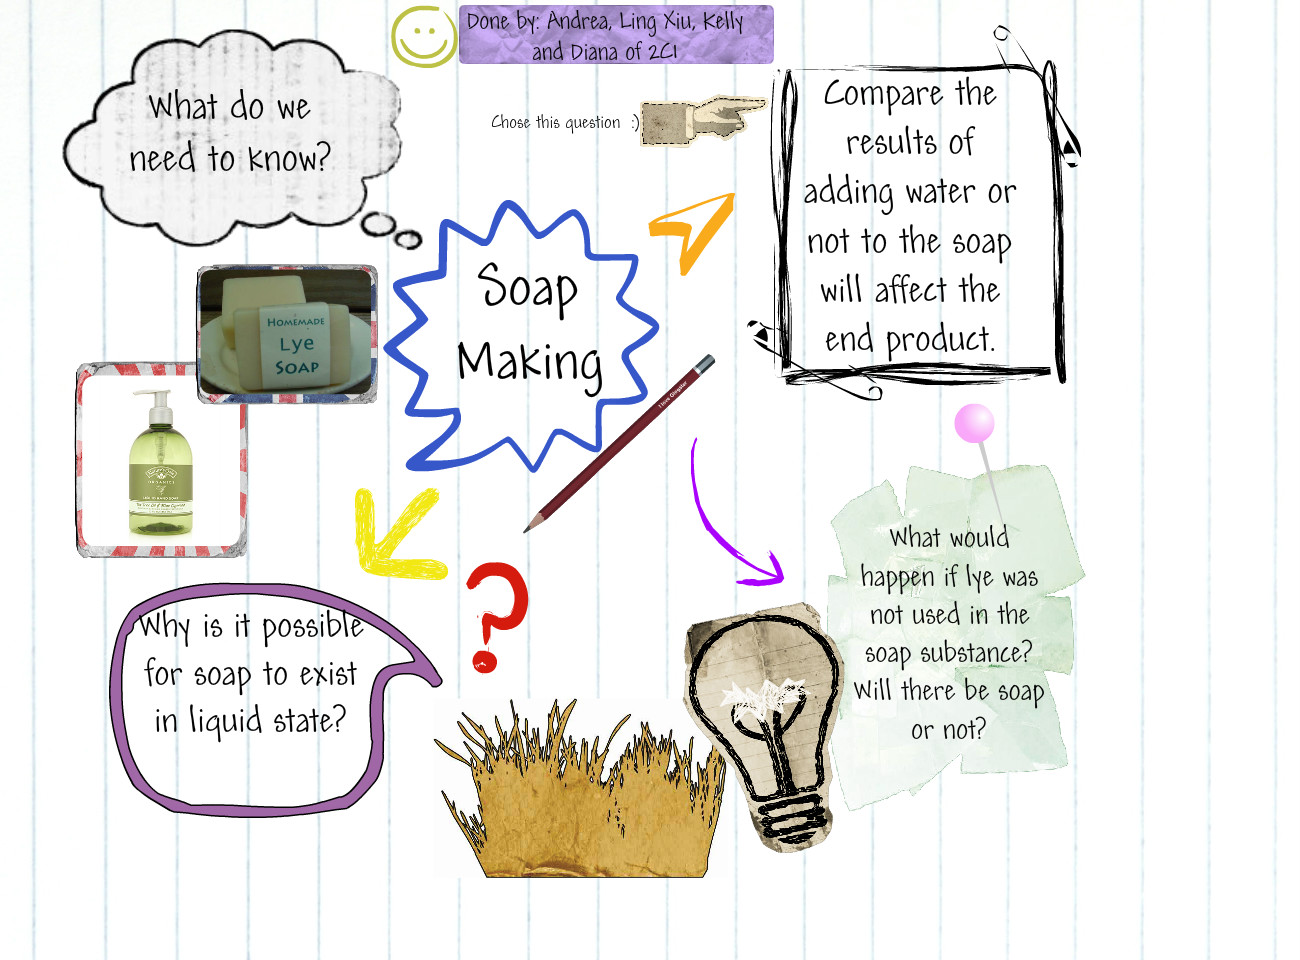 Done by: Andrea, Ling Xiu, Kelly
and Diana of 2C1
What do we
need to know?
Chose this question :)
Compare the
results of
adding water or
not to the soap
will affect the
end product.
Soap
Making
HOMEMADE
LYE
SOAP
ORGANICS
I love Glogster
What would
happen if lye was
not used in the
soap substance?
Will there be soap
or not?
Why is it possible
for soap to exist
in liquid state?